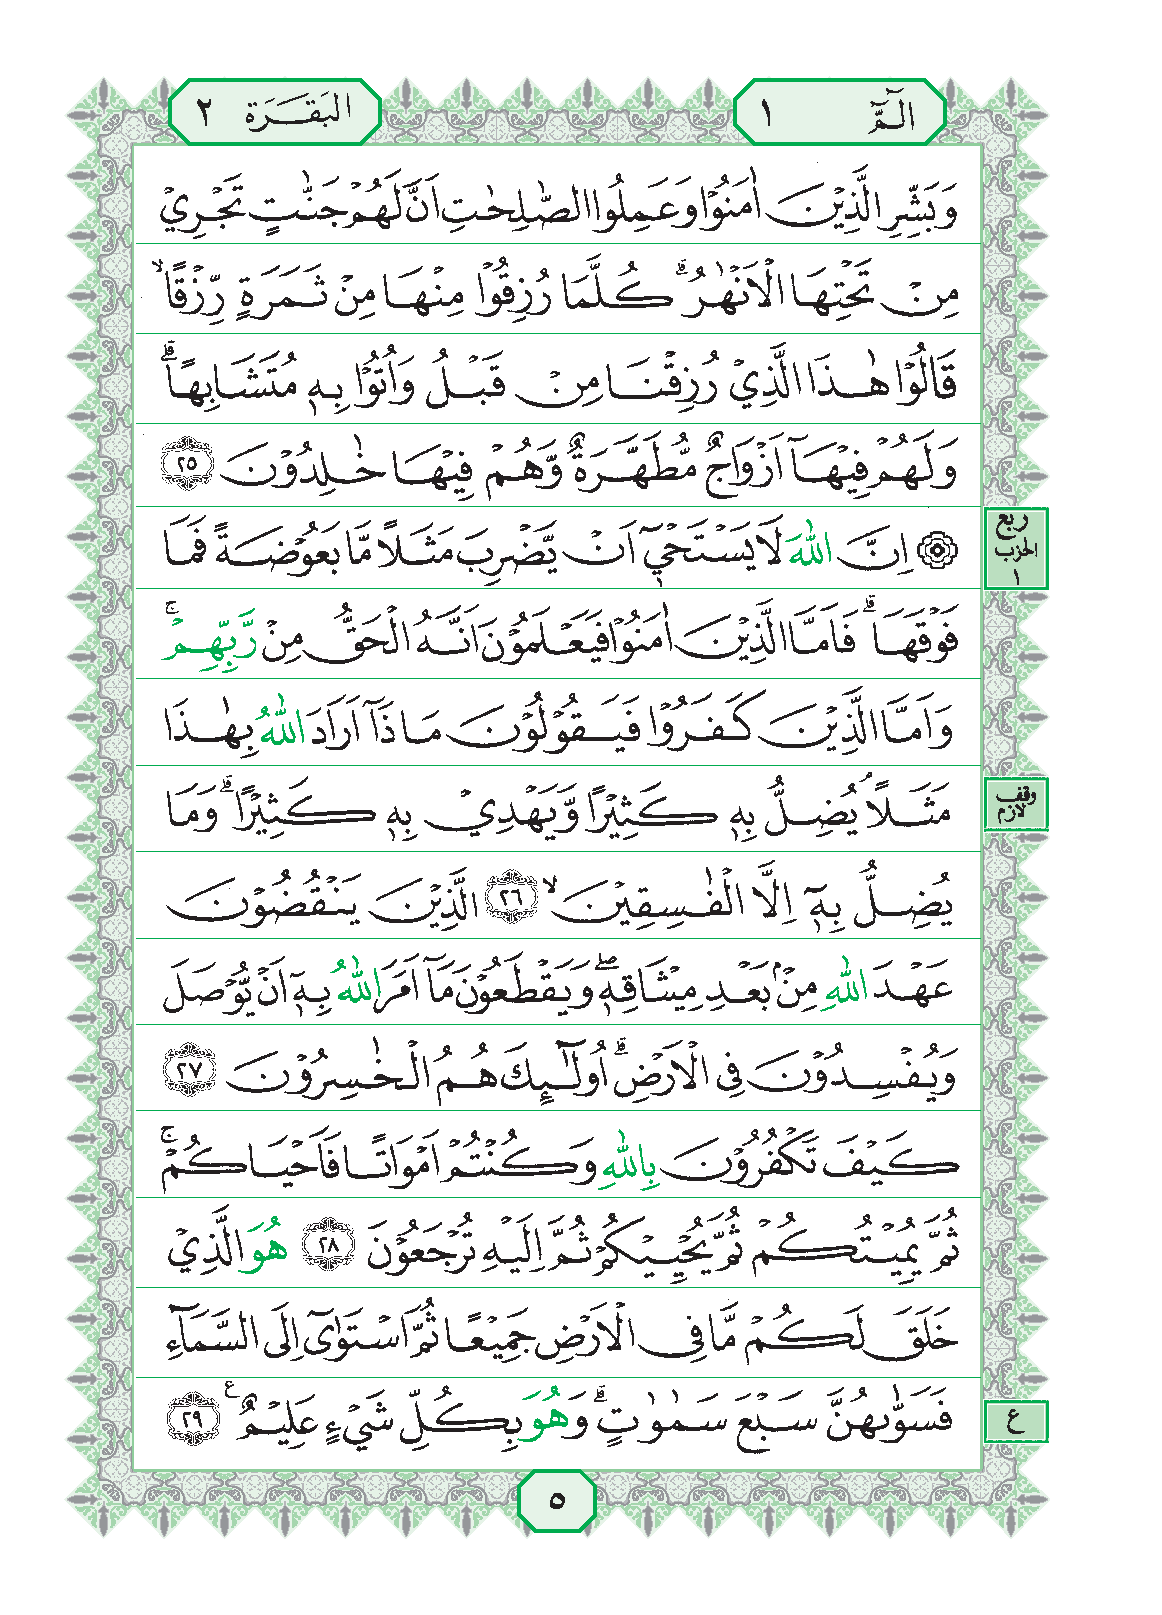 الٓمّٓ ١
البَقَرَة ٢
وَبَشِّرِ الَّذِيْنَ اٰمَنُوْا وَعَمِلُوا الصّٰلِحٰتِ اَنَّ لَهُمْ جَنّٰتٍ تَجْرِيْ
مِنْ تَحْتِهَا الْاَنْهٰرُ ؕ كُلَّمَا رُزِقُوْا مِنْهَا مِنْ ثَمَرَةٍ رِّزْقًا ۙ
قَالُوْا هٰذَا الَّذِيْ رُزِقْنَا مِنْ قَبْلُ وَاُتُوْا بِهٖ مُتَشَابِهًا ؕ
وَلَهُمْ فِيْهَآ اَزْوَاجٌ مُّطَهَّرَةٌ وَّهُمْ فِيْهَا خٰلِدُوْنَ ٢٥
۞ اِنَّ اللّٰهَ لَا يَسْتَحْيٖٓ اَنْ يَّضْرِبَ مَثَلًا مَّا بَعُوْضَةً فَمَا
ربع الحزب ١
فَوْقَهَا ؕ فَاَمَّا الَّذِيْنَ اٰمَنُوْا فَيَعْلَمُوْنَ اَنَّهُ الْحَقُّ مِنْ رَّبِّهِمْ ۚ
وَاَمَّا الَّذِيْنَ كَفَرُوْا فَيَقُوْلُوْنَ مَاذَآ اَرَادَ اللّٰهُ بِهٰذَا
مَثَلًا ۘ يُضِلُّ بِهٖ كَثِيْرًا وَّيَهْدِيْ بِهٖ كَثِيْرًا ؕ وَمَا
وقف لازم
يُضِلُّ بِهٖٓ اِلَّا الْفٰسِقِيْنَ ۙ ٢٦ الَّذِيْنَ يَنْقُضُوْنَ
عَهْدَ اللّٰهِ مِنْۢ بَعْدِ مِيْثَاقِهٖ ۖ وَيَقْطَعُوْنَ مَآ اَمَرَ اللّٰهُ بِهٖٓ اَنْ يُّوْصَلَ
وَيُفْسِدُوْنَ فِى الْاَرْضِ ؕ اُولٰٓئِكَ هُمُ الْخٰسِرُوْنَ ٢٧
كَيْفَ تَكْفُرُوْنَ بِاللّٰهِ وَكُنْتُمْ اَمْوَاتًا فَاَحْيَاكُمْ ۚ
ثُمَّ يُمِيْتُكُمْ ثُمَّ يُحْيِيْكُمْ ثُمَّ اِلَيْهِ تُرْجَعُوْنَ ٢٨ هُوَ الَّذِيْ
خَلَقَ لَكُمْ مَّا فِى الْاَرْضِ جَمِيْعًا ثُمَّ اسْتَوٰٓى اِلَى السَّمَآءِ
فَسَوّٰىهُنَّ سَبْعَ سَمٰوٰتٍ ؕ وَهُوَ بِكُلِّ شَيْءٍ عَلِيْمٌ ع ٢٩
ع
٥